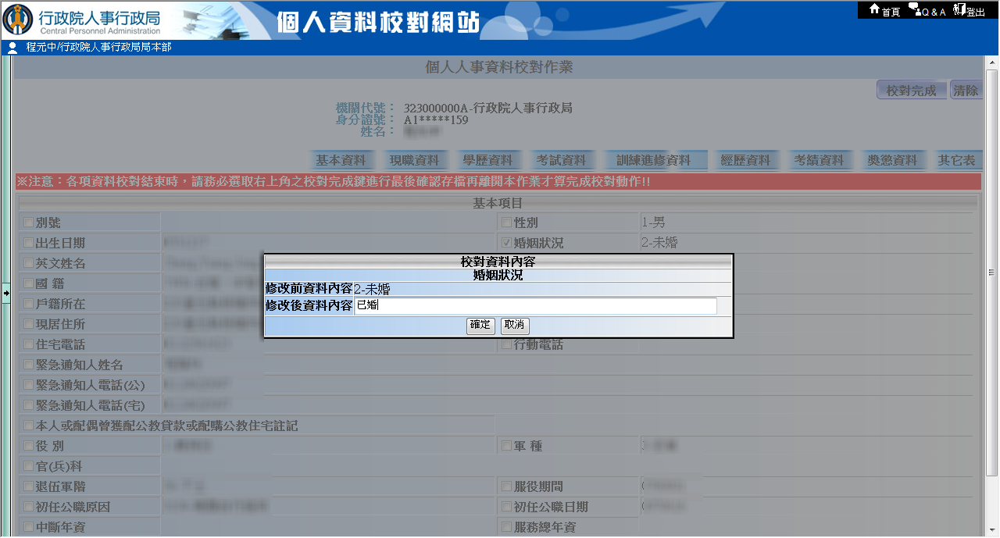 行政院人事行政局
Central Personnel Administration
個人資料校對網站
首頁 Q & A 登出
程元中/行政院人事行政局局本部
個人人事資料校對作業
校對完成 清除
機關代號： 323000000A-行政院人事行政局
身分證號： A1*****159
姓名：
基本資料 現職資料 學歷資料 考試資料 訓練進修資料 經歷資料 考績資料 獎懲資料 其它表
※注意：各項資料校對結束時，請務必選取右上角之校對完成鍵進行最後確認存檔再離開本作業才算完成校對動作!!
基本項目
別號 性別 1-男
出生日期 婚姻狀況 2-未婚
英文姓名
國 籍
戶籍所在
現居住所
住宅電話 行動電話
校對資料內容
婚姻狀況
修改前資料內容 2-未婚
修改後資料內容 已婚
確定 取消
緊急通知人姓名
緊急通知人電話(公)
緊急通知人電話(宅)
本人或配偶曾獲配公教貸款或配購公教住宅註記
役 別 軍 種
官(兵)科
退伍軍階 服役期間
初任公職原因 初任公職日期
中斷年資 服務總年資